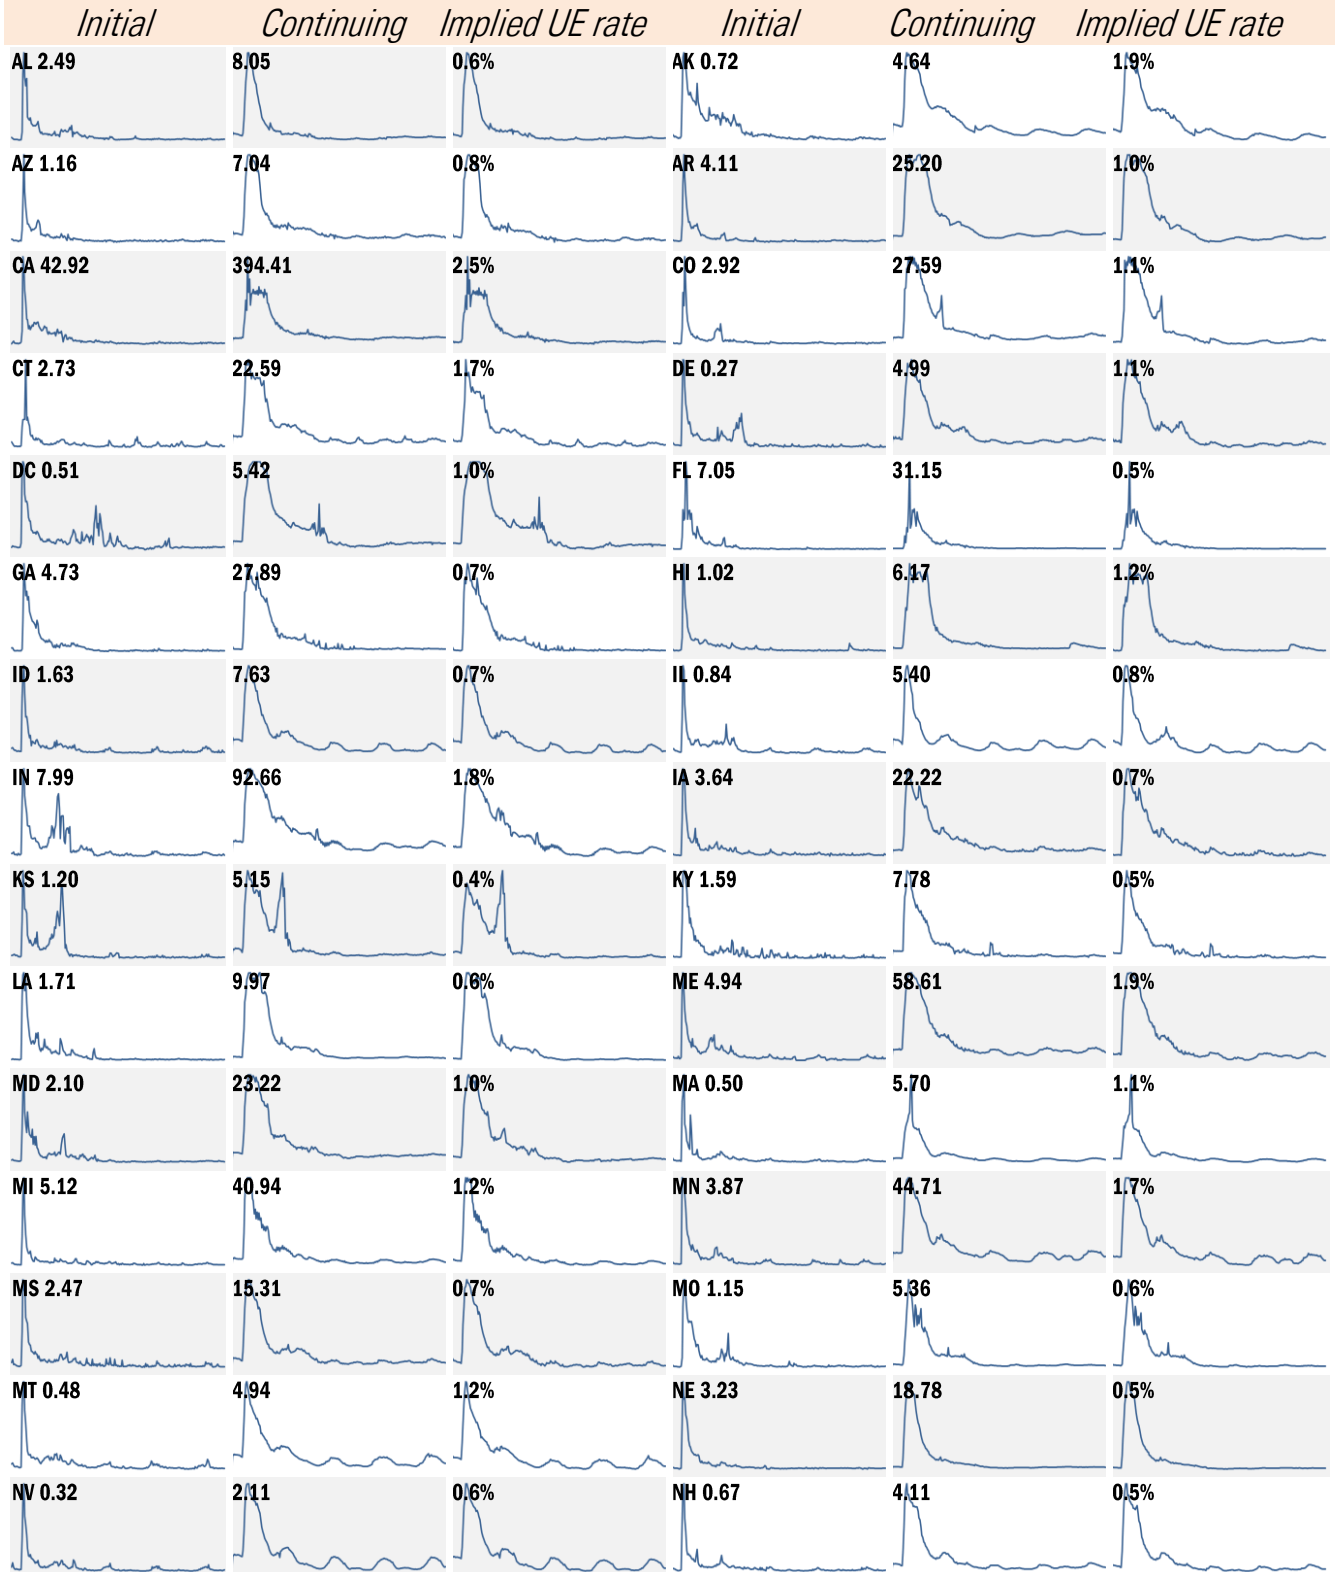 Initial Continuing Implied UE rate Initial Continuing Implied UE rate
AL 2.49 8.05 0.6% AK 0.72 4.64 1.9%
AZ 1.16 7.04 0.8% AR 4.11 25.20 1.0%
CA 42.92 394.41 2.5% CO 2.92 27.59 1.1%
CT 2.73 22.59 1.7% DE 0.27 4.99 1.1%
DC 0.51 5.42 1.0% FL 7.05 31.15 0.5%
GA 4.73 27.89 0.7% HI 1.02 6.17 1.2%
ID 1.63 7.63 0.7% IL 0.84 5.40 0.8%
IN 7.99 92.66 1.8% IA 3.64 22.22 0.7%
KS 1.20 5.15 0.4% KY 1.59 7.78 0.5%
LA 1.71 9.97 0.6% ME 4.94 58.61 1.9%
MD 2.10 23.22 1.0% MA 0.50 5.70 1.1%
MI 5.12 40.94 1.2% MN 3.87 44.71 1.7%
MS 2.47 15.31 0.7% MO 1.15 5.36 0.6%
MT 0.48 4.94 1.2% NE 3.23 18.78 0.5%
NV 0.32 2.11 0.6% NH 0.67 4.11 0.5%